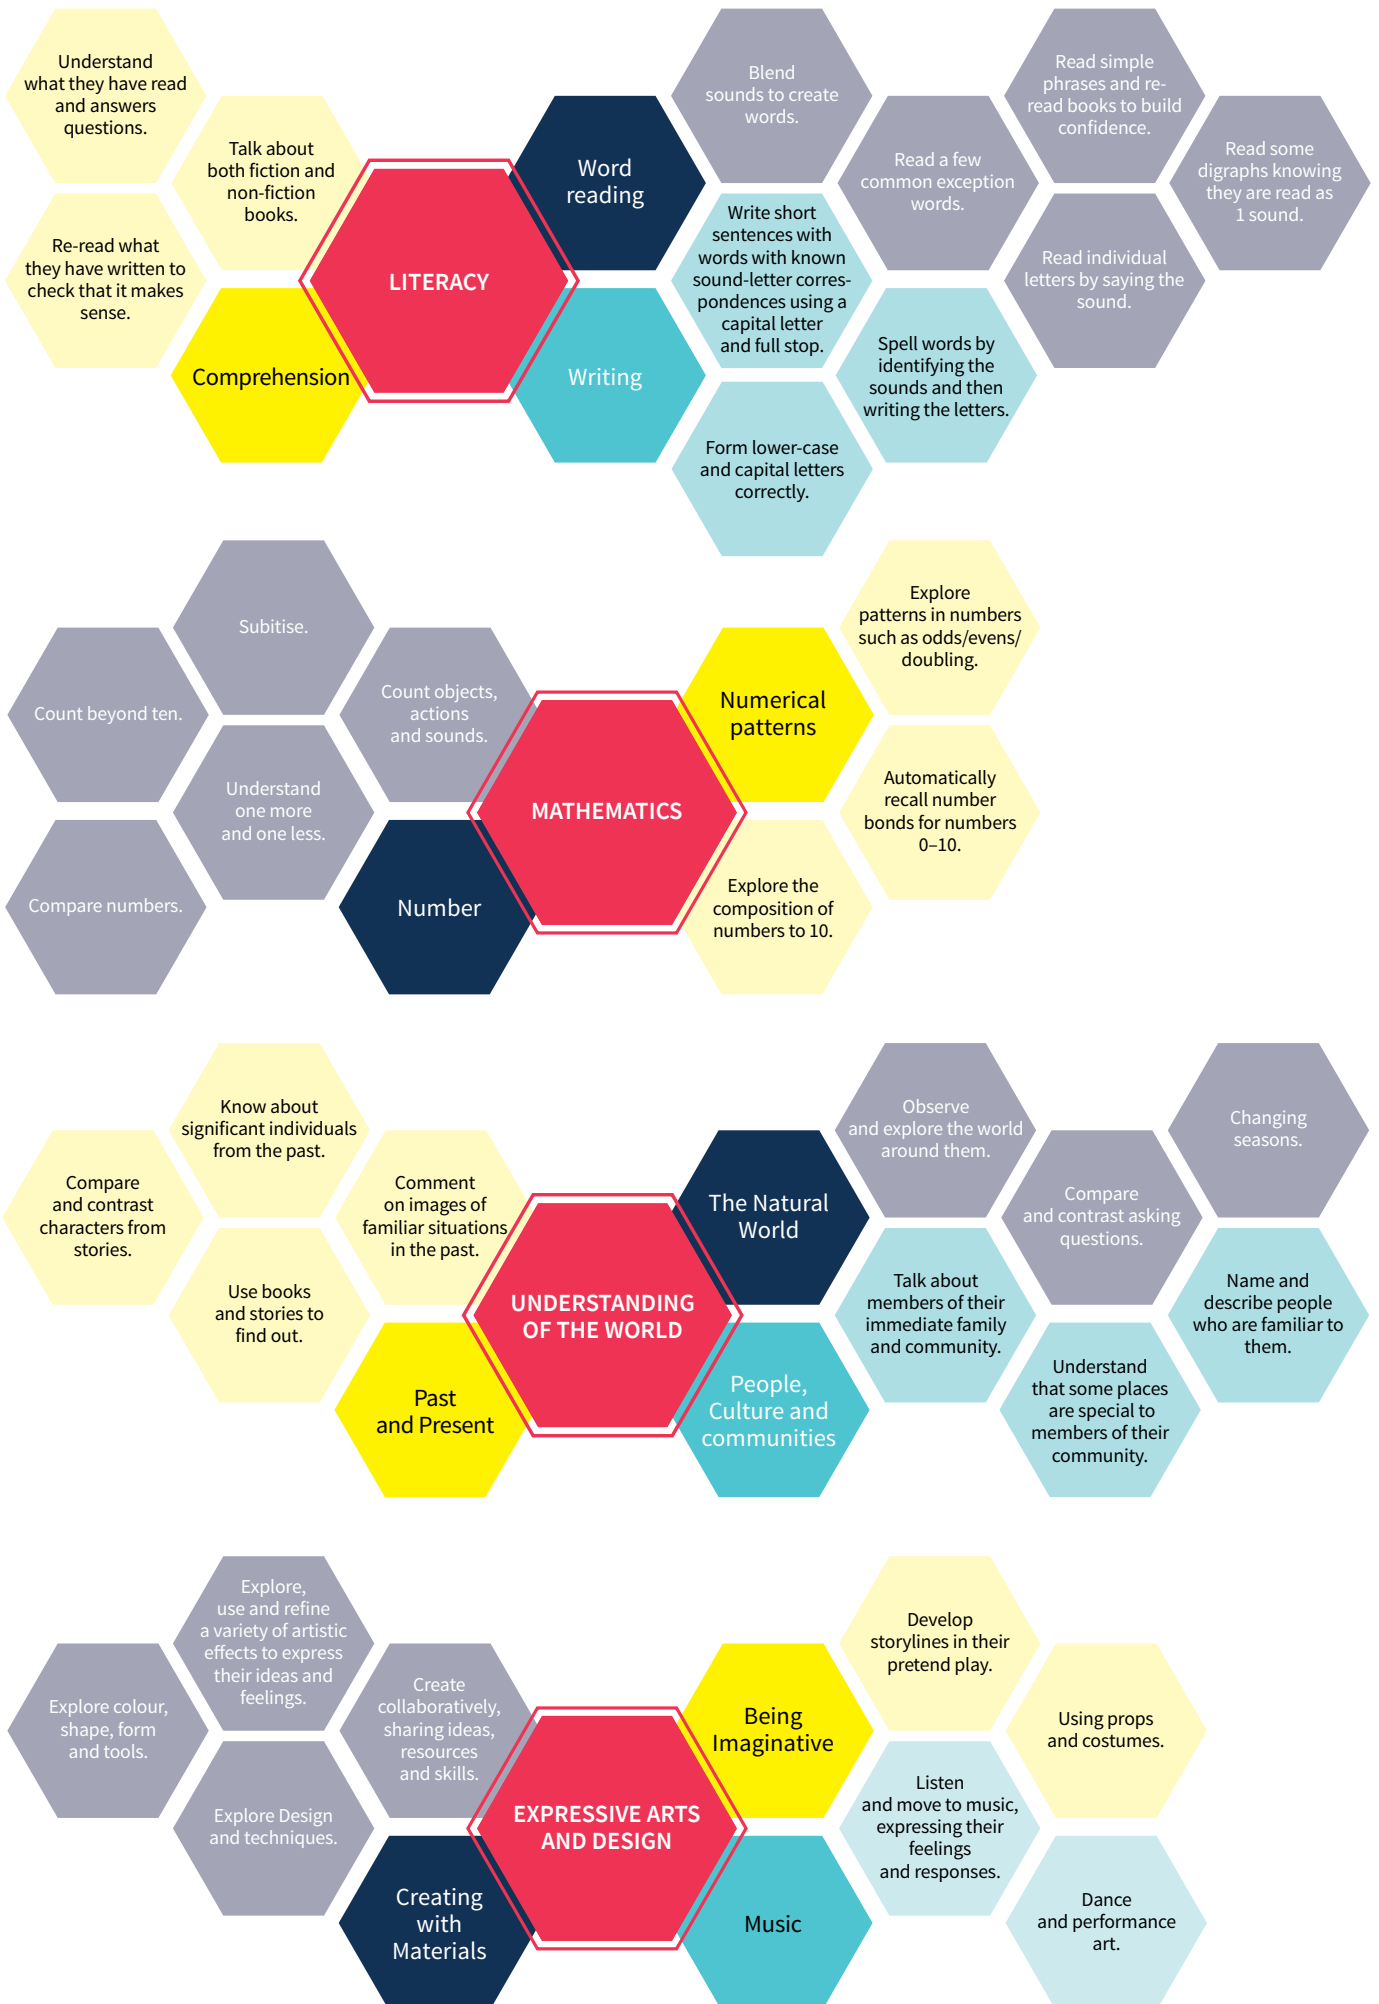 Understand
what they have read
and answers
questions.
Talk about
both fiction and
non-fiction
books.
Re-read what
they have written to
check that it makes
sense.
Comprehension
LITERACY
Word
reading
Writing
Blend
sounds to create
words.
Read a few
common exception
words.
Read simple
phrases and re-
read books to build
confidence.
Read some
digraphs knowing
they are read as
1 sound.
Read individual
letters by saying the
sound.
Write short
sentences with
words with known
sound-letter corres-
pondences using a
capital letter
and full stop.
Spell words by
identifying the
sounds and then
writing the letters.
Form lower-case
and capital letters
correctly.
Subitise.
Count beyond ten.
Count objects,
actions
and sounds.
Understand
one more
and one less.
Compare numbers.
Number
MATHEMATICS
Numerical
patterns
Explore
patterns in numbers
such as odds/evens/
doubling.
Automatically
recall number
bonds for numbers
0–10.
Explore the
composition of
numbers to 10.
Know about
significant individuals
from the past.
Compare
and contrast
characters from
stories.
Comment
on images of
familiar situations
in the past.
Use books
and stories to
find out.
Past
and Present
UNDERSTANDING
OF THE WORLD
The Natural
World
People,
Culture and
communities
Observe
and explore the world
around them.
Compare
and contrast asking
questions.
Changing
seasons.
Talk about
members of their
immediate family
and community.
Understand
that some places
are special to
members of their
community.
Name and
describe people
who are familiar to
them.
Explore,
use and refine
a variety of artistic
effects to express
their ideas and
feelings.
Explore colour,
shape, form
and tools.
Create
collaboratively,
sharing ideas,
resources
and skills.
Explore Design
and techniques.
Creating
with
Materials
EXPRESSIVE ARTS
AND DESIGN
Being
Imaginative
Music
Develop
storylines in their
pretend play.
Using props
and costumes.
Listen
and move to music,
expressing their
feelings
and responses.
Dance
and performance
art.